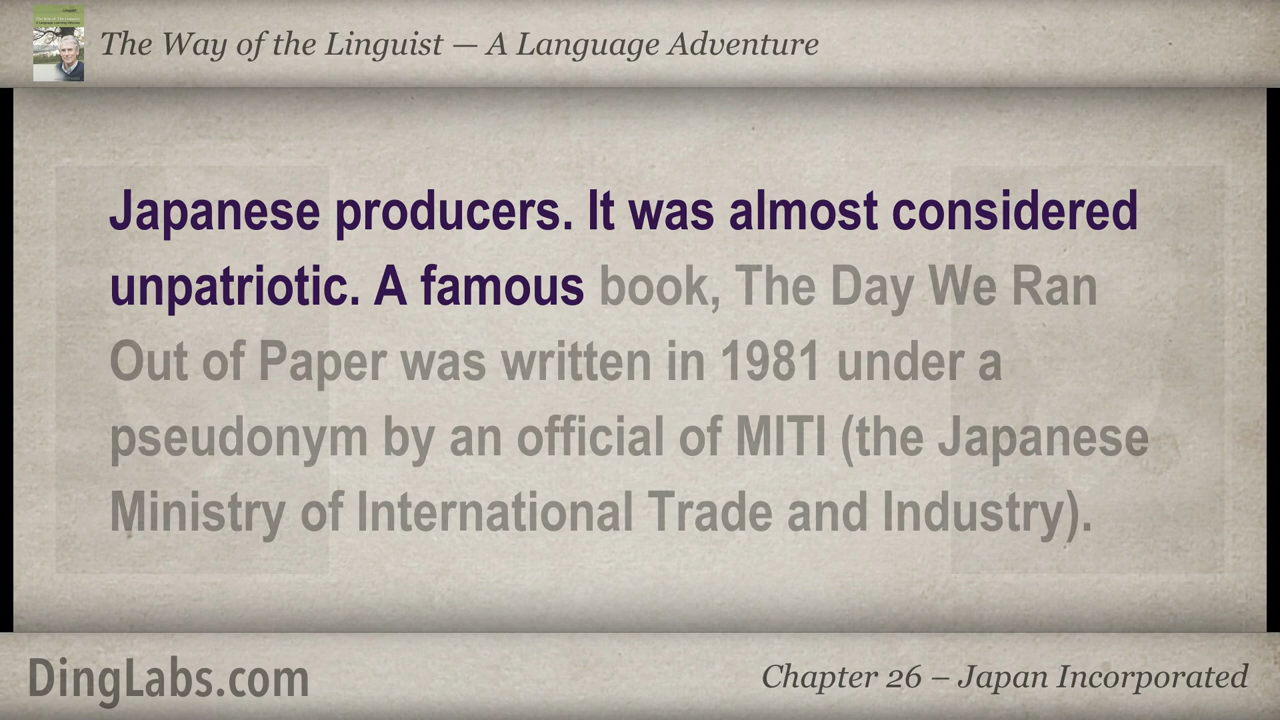 The Way of the Linguist — A Language Adventure
Japanese producers. It was almost considered
unpatriotic. A famous book, The Day We Ran
Out of Paper was written in 1981 under a
pseudonym by an official of MITI (the Japanese
Ministry of International Trade and Industry).
DingLabs.com
Chapter 26 – Japan Incorporated